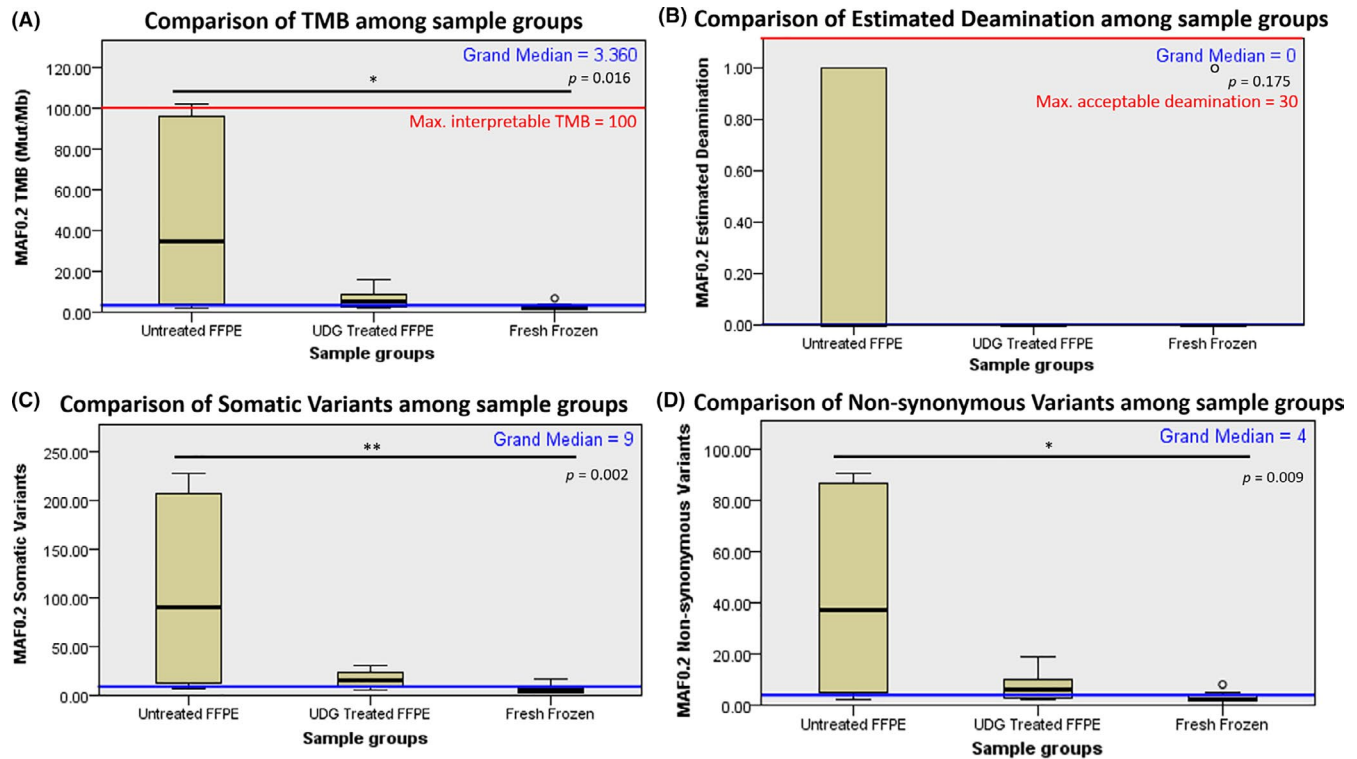 (A) Comparison of TMB among sample groups
Grand Median = 3.360
*
p = 0.016
Max. interpretable TMB = 100
MAF0.2 TMB (Mut/Mb)
120.00
100.00
80.00
60.00
40.00
20.00
0.00
Untreated FFPE UDG Treated FFPE Fresh Frozen
Sample groups
(B) Comparison of Estimated Deamination among sample groups
Grand Median = 0
p = 0.175
Max. acceptable deamination = 30
MAF0.2 Estimated Deamination
1.00
0.80
0.60
0.40
0.20
0.00
Untreated FFPE UDG Treated FFPE Fresh Frozen
Sample groups
(C) Comparison of Somatic Variants among sample groups
Grand Median = 9
**
p = 0.002
MAF0.2 Somatic Variants
250.00
200.00
150.00
100.00
50.00
0.00
Untreated FFPE UDG Treated FFPE Fresh Frozen
Sample groups
(D) Comparison of Non-synonymous Variants among sample groups
Grand Median = 4
*
p = 0.009
MAF0.2 Non-synonymous Variants
100.00
80.00
60.00
40.00
20.00
0.00
Untreated FFPE UDG Treated FFPE Fresh Frozen
Sample groups